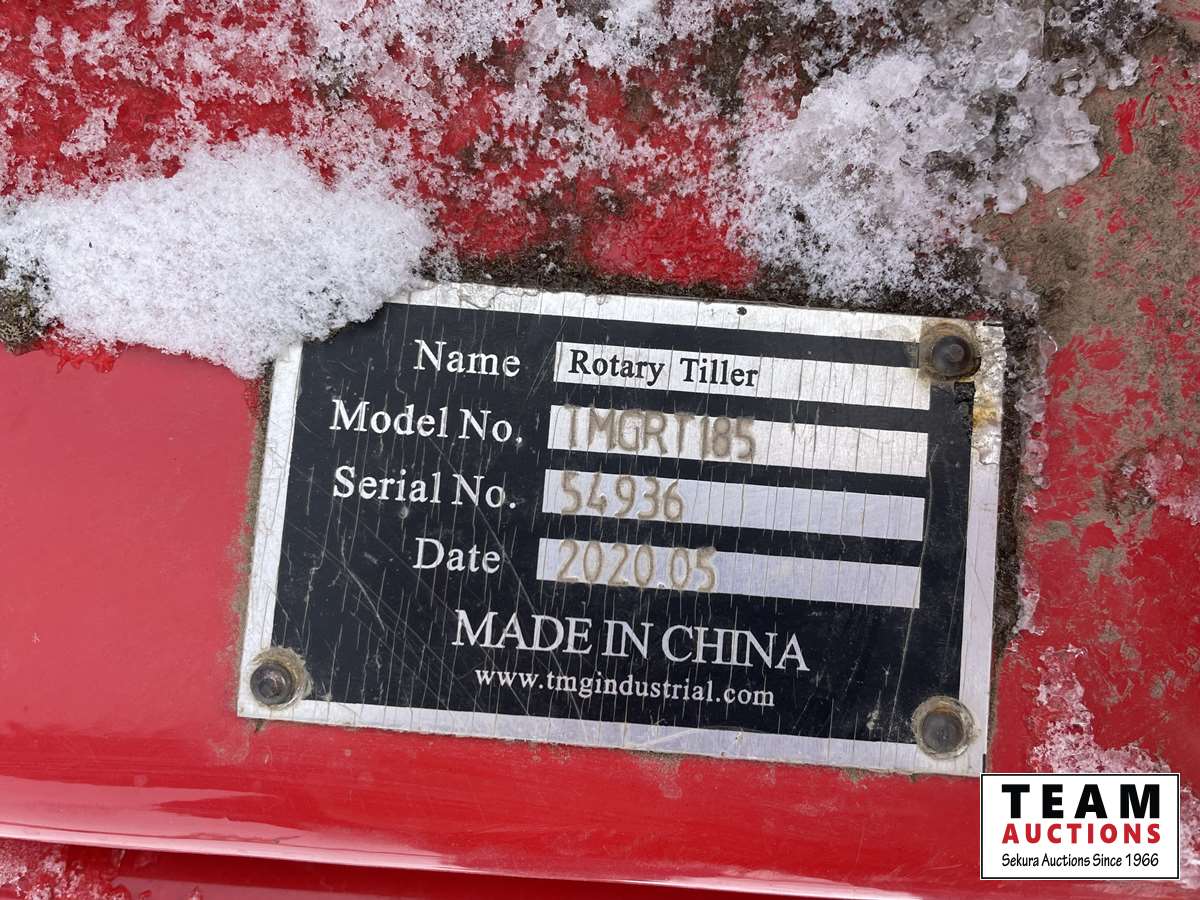 Name Rotary Tiller
Model No. TMGRT185
Serial No. 54936
Date 2020.05
MADE IN CHINA
www.tmgindustrial.com
TEAM
AUCTIONS
Sekura Auctions Since 1966